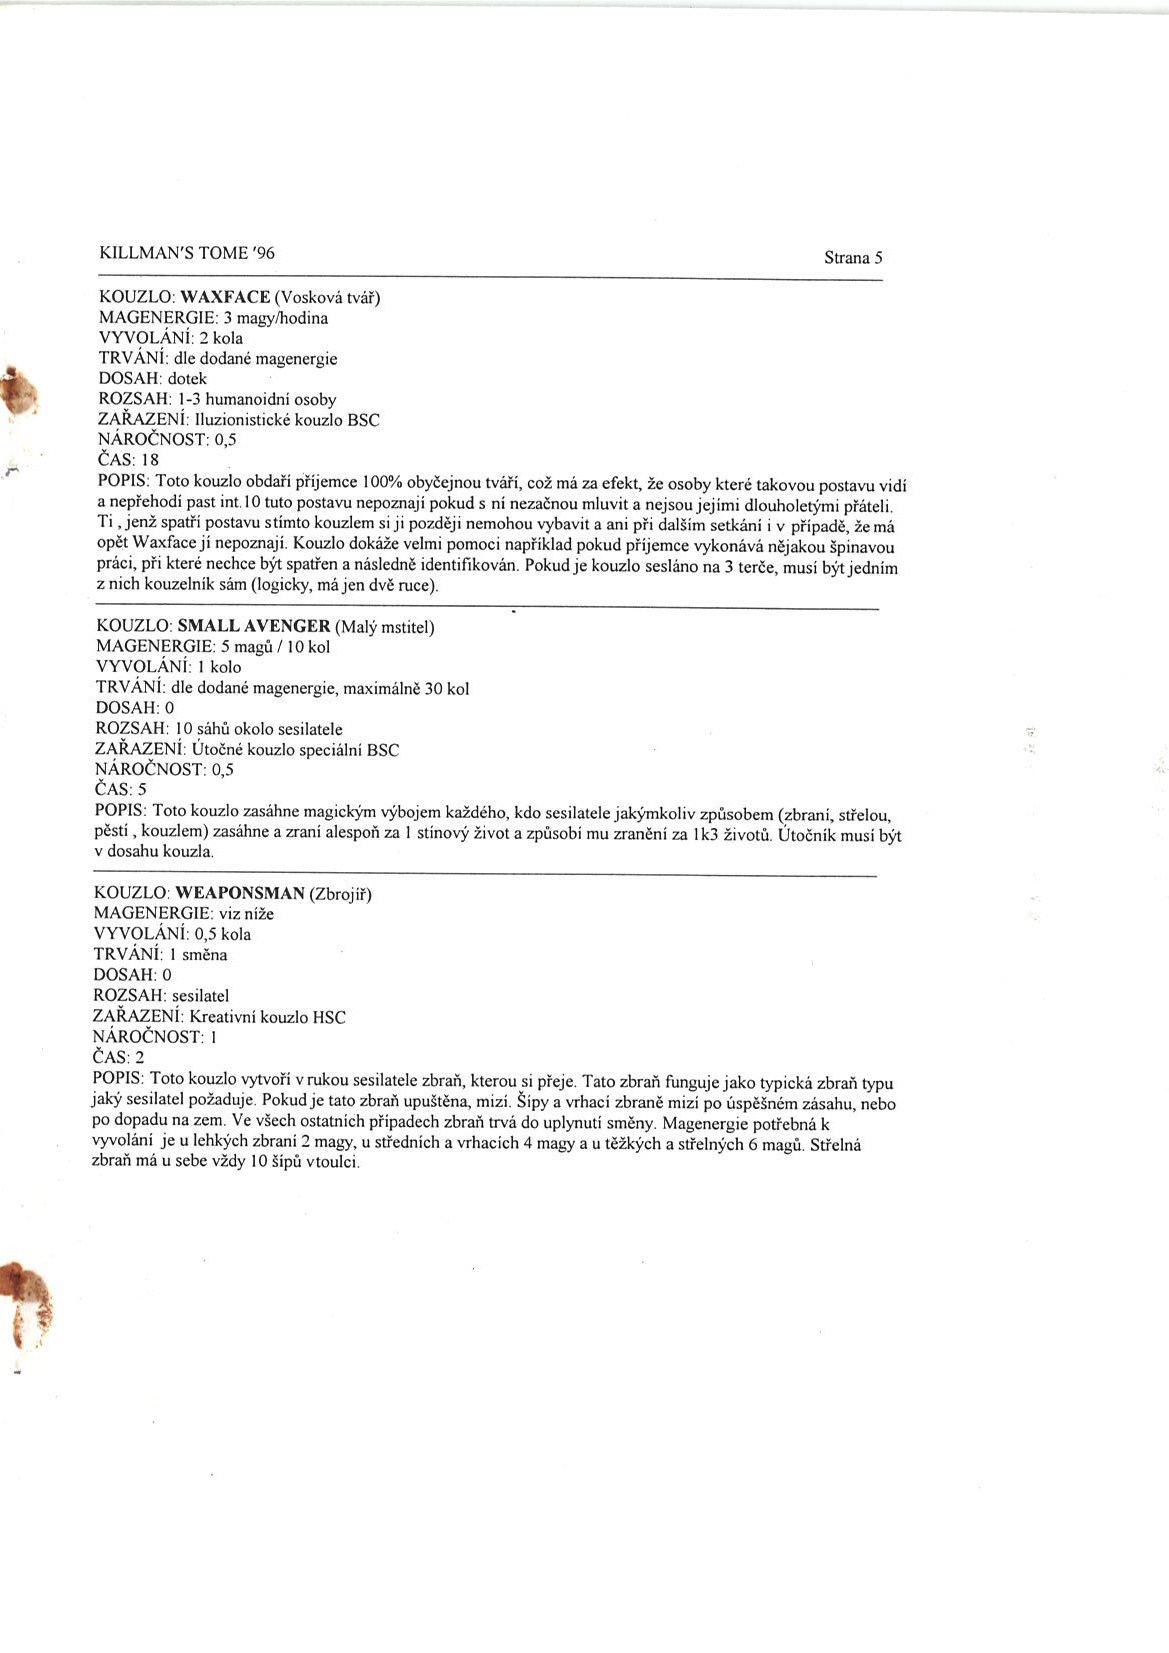 KILLMAN'S TOME '96
Strana 5
KOUZLO: WAXFACE (Vosková tvář)
MAGENERGIE: 3 magy/hodina
VYVOLÁNÍ: 2 kola
TRVÁNÍ: dle dodané magenergie
DOSAH: dotek
ROZSAH: 1-3 humanoidní osoby
ZAŘAZENÍ: Iluzionistické kouzlo BSC
NÁROČNOST: 0,5
ČAS: 18
POPIS: Toto kouzlo obdaří příjemce 100% obyčejnou tváří, což má za efekt, že osoby které takovou postavu vidí
a nepřehodí past int.10 tuto postavu nepoznají pokud s ní nezačnou mluvit a nejsou jejími dlouholetými přáteli.
Ti , jenž spatří postavu s tímto kouzlem si ji později nemohou vybavit a ani při dalším setkání i v případě, že má
opět Waxface jí nepoznají. Kouzlo dokáže velmi pomoci například pokud příjemce vykonává nějakou špinavou
práci, při které nechce být spatřen a následně identifikován. Pokud je kouzlo sesláno na 3 terče, musí být jedním
z nich kouzelník sám (logicky, má jen dvě ruce).
KOUZLO: SMALL AVENGER (Malý mstitel)
MAGENERGIE: 5 magů / 10 kol
VYVOLÁNÍ: 1 kolo
TRVÁNÍ: dle dodané magenergie, maximálně 30 kol
DOSAH: 0
ROZSAH: 10 sáhů okolo sesilatele
ZAŘAZENÍ: Útočné kouzlo speciální BSC
NÁROČNOST: 0,5
ČAS: 5
POPIS: Toto kouzlo zasáhne magickým výbojem každého, kdo sesilatele jakýmkoliv způsobem (zbraní, střelou,
pěstí , kouzlem) zasáhne a zraní alespoň za 1 stínový život a způsobí mu zranění za 1k3 životů. Útočník musí být
v dosahu kouzla.
KOUZLO: WEAPONSMAN (Zbrojíř)
MAGENERGIE: viz níže
VYVOLÁNÍ: 0,5 kola
TRVÁNÍ: 1 směna
DOSAH: 0
ROZSAH: sesilatel
ZAŘAZENÍ: Kreativní kouzlo HSC
NÁROČNOST: 1
ČAS: 2
POPIS: Toto kouzlo vytvoří v rukou sesilatele zbraň, kterou si přeje. Tato zbraň funguje jako typická zbraň typu
jaký sesilatel požaduje. Pokud je tato zbraň upuštěna, mizí. Šípy a vrhací zbraně mizí po úspěšném zásahu, nebo
po dopadu na zem. Ve všech ostatních případech zbraň trvá do uplynutí směny. Magenergie potřebná k
vyvolání je u lehkých zbraní 2 magy, u středních a vrhacích 4 magy a u těžkých a střelných 6 magů. Střelná
zbraň má u sebe vždy 10 šípů v toulci.